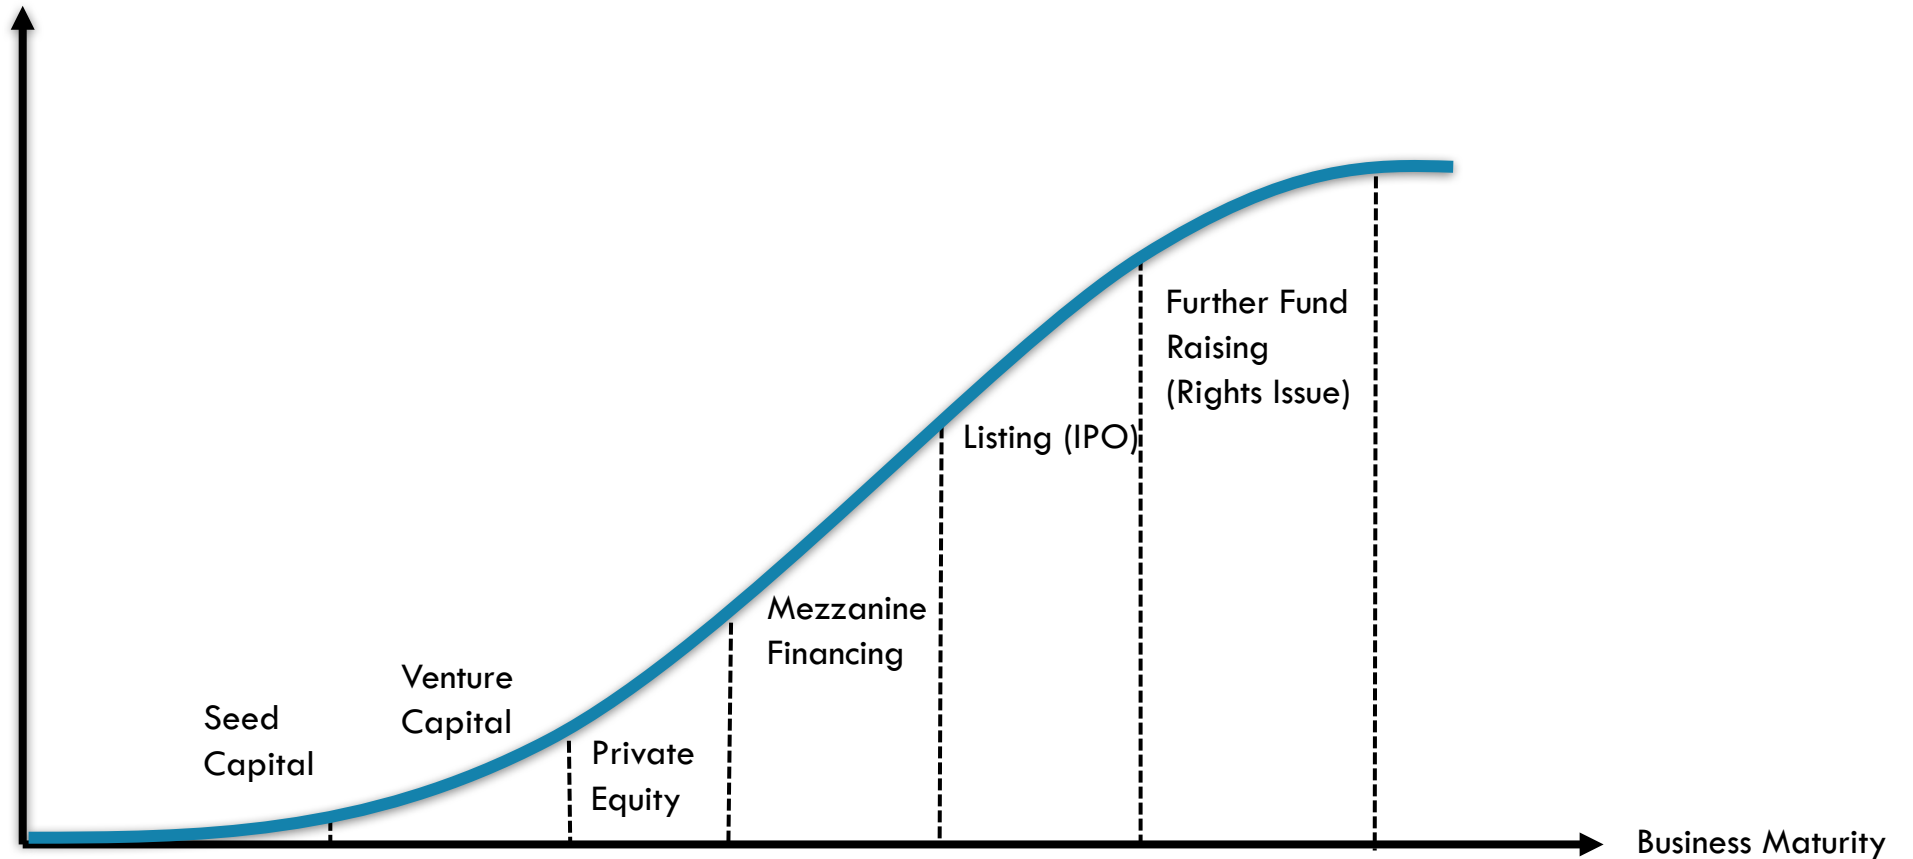 Seed
Capital
Venture
Capital
Private
Equity
Mezzanine
Financing
Listing (IPO)
Further Fund
Raising
(Rights Issue)
Business Maturity